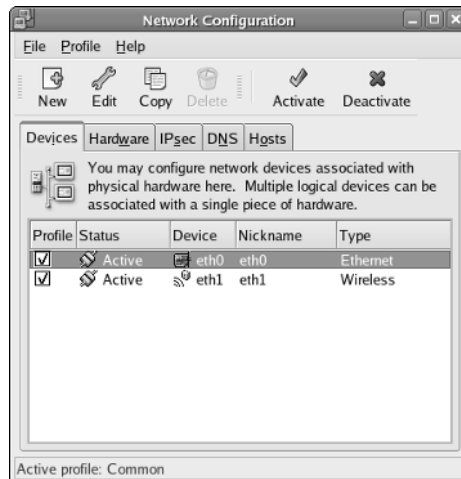 Network Configuration
File Profile Help
New Edit Copy Delete Activate Deactivate
Devices Hardware IPsec DNS Hosts
You may configure network devices associated with
physical hardware here. Multiple logical devices can be
associated with a single piece of hardware.
Profile Status Device Nickname Type
Active eth0 eth0 Ethernet
Active eth1 eth1 Wireless
Active profile: Common